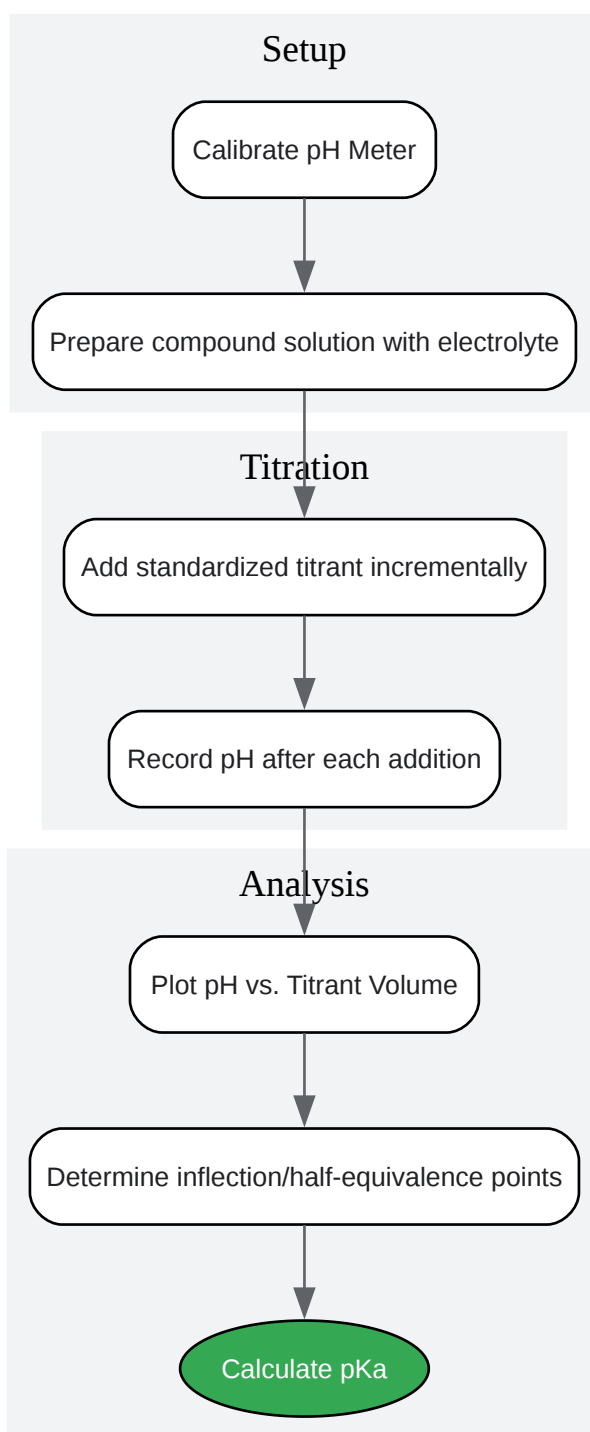 Setup
Calibrate pH Meter
Prepare compound solution with electrolyte
Titration
Add standardized titrant incrementally
Record pH after each addition
Analysis
Plot pH vs. Titrant Volume
Determine inflection/half-equivalence points
Calculate pKa